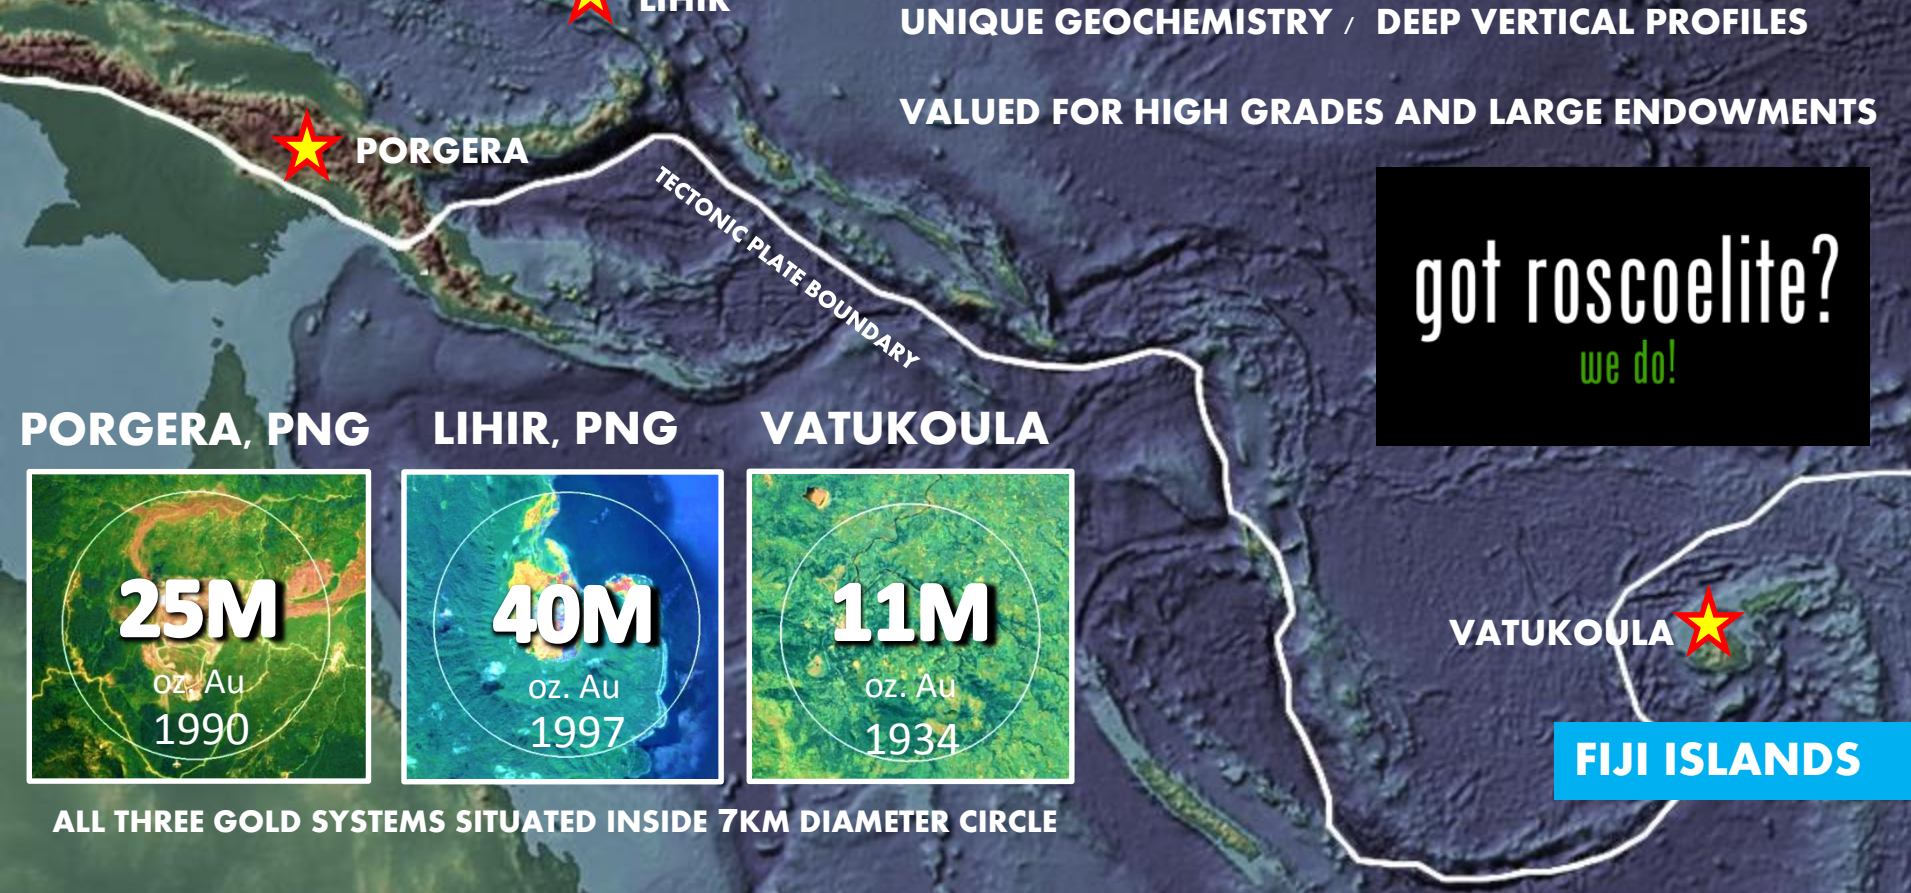 LIHIR
UNIQUE GEOCHEMISTRY / DEEP VERTICAL PROFILES
VALUED FOR HIGH GRADES AND LARGE ENDOWMENTS
PORGERA
TECTONIC PLATE BOUNDARY
got roscoelite?
we do!
PORGERA, PNG
LIHIR, PNG
VATUKOULA
25M
oz. Au
1990
40M
oz. Au
1997
11M
oz. Au
1934
VATUKOULA
FIJI ISLANDS
ALL THREE GOLD SYSTEMS SITUATED INSIDE 7KM DIAMETER CIRCLE